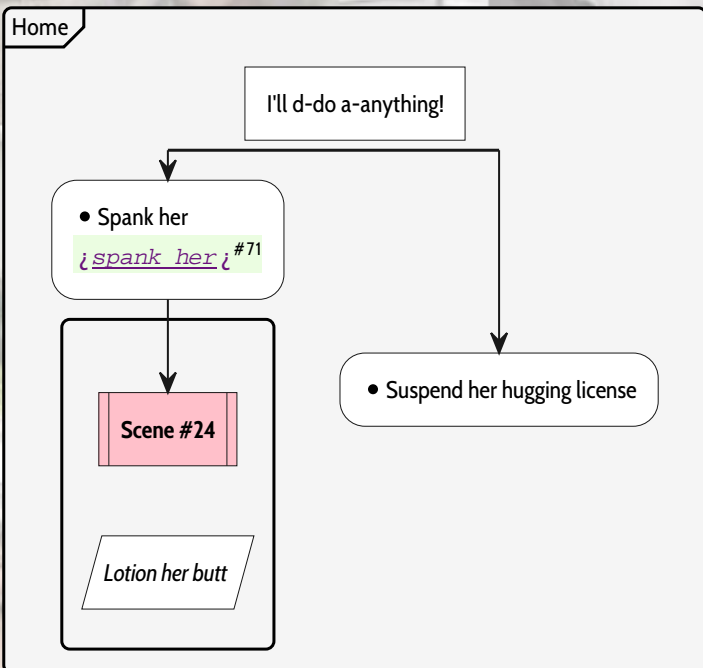 Home
I'll d-do a-anything!
• Spank her
¿spank her¿#71
Scene #24
• Suspend her hugging license
Lotion her butt